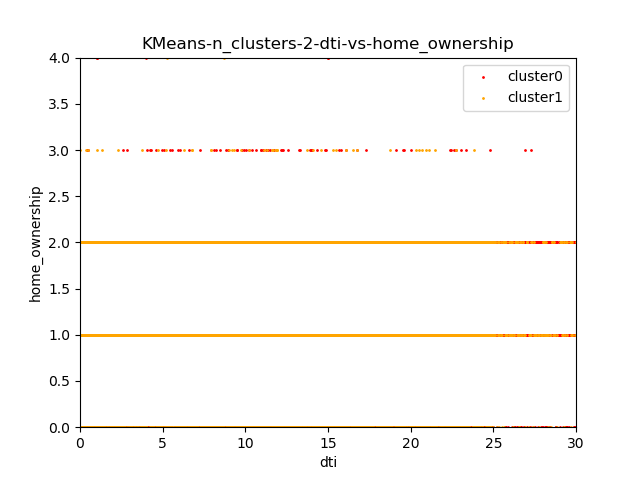 KMeans-n_clusters-2-dti-vs-home_ownership
cluster0
cluster1
4.0
3.5
3.0
2.5
2.0
1.5
1.0
0.5
0.0
home_ownership
0 5 10 15 20 25 30
dti